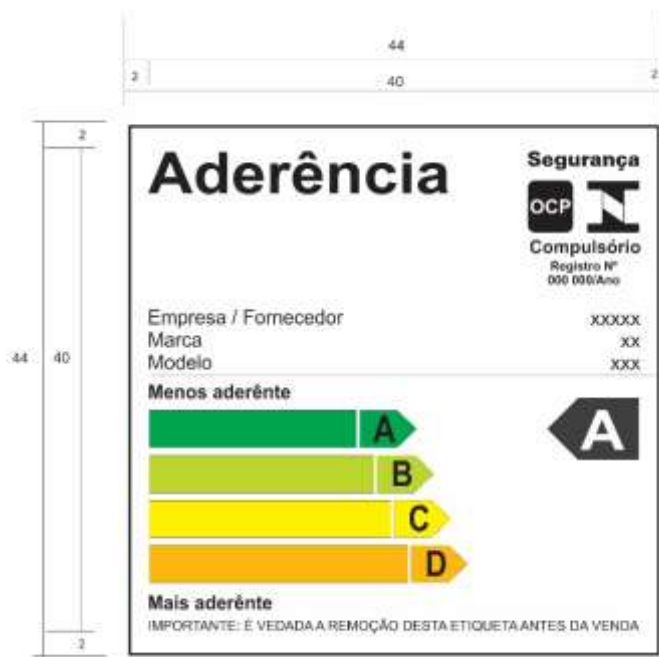 44
2
2
40
2
Aderência
Segurança
OCP
Compulsório
Registro Nº
000 000/Ano
Empresa / Fornecedor xxxxx
Marca xx
Modelo xxx
44
40
Menos aderênte
A
A
B
C
D
Mais aderênte
IMPORTANTE: É VEDADA A REMOÇÃO DESTA ETIQUETA ANTES DA VENDA
2